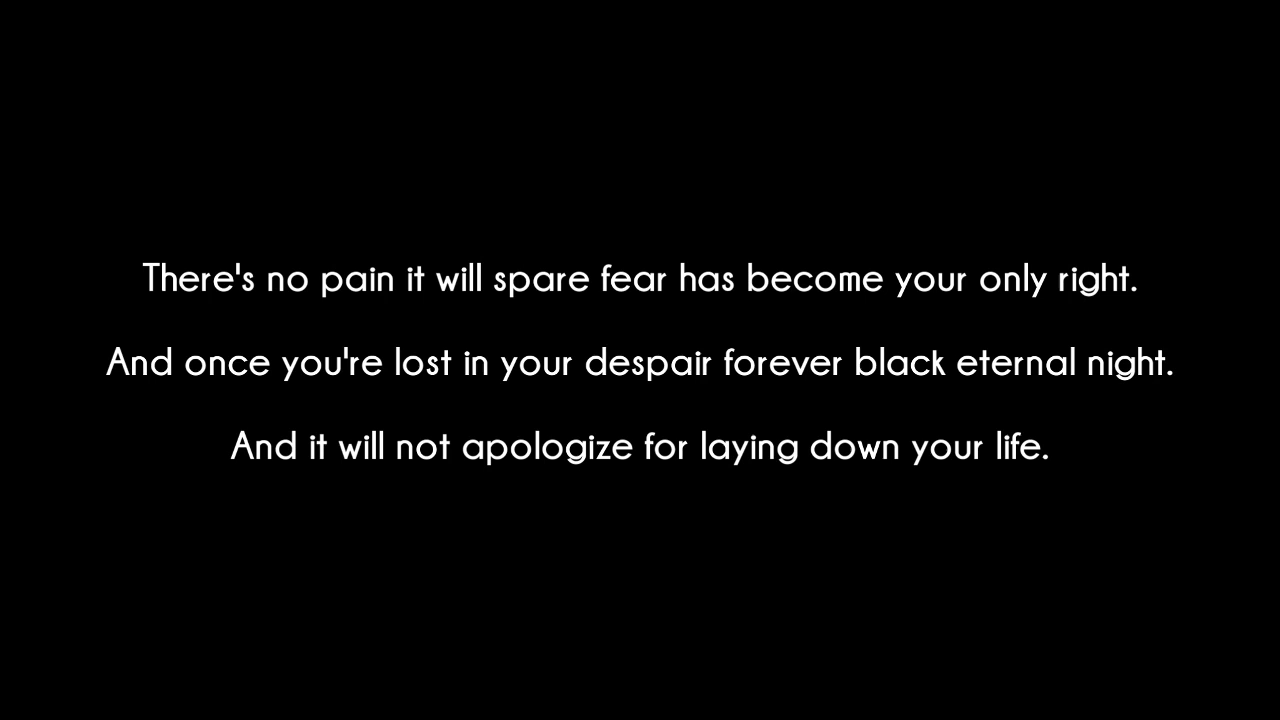 There's no pain it will spare fear has become your only right.
And once you're lost in your despair forever black eternal night.
And it will not apologize for laying down your life.